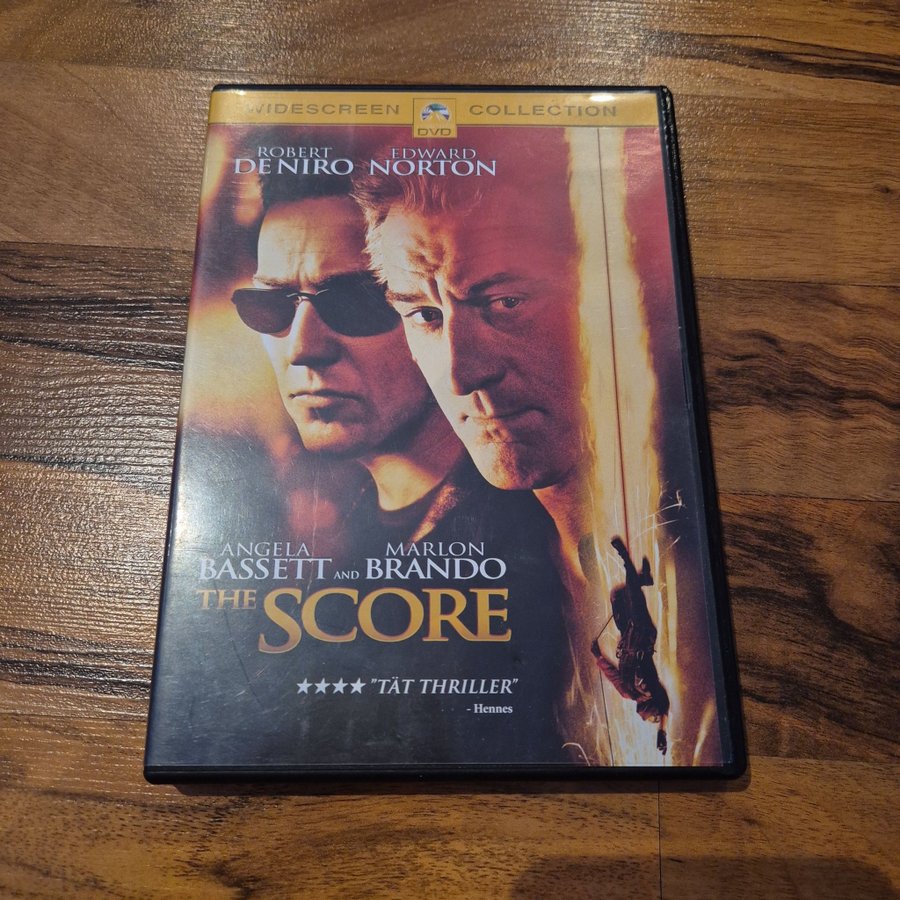 WIDESCREEN DVD COLLECTION
ROBERT EDWARD
DE NIRO NORTON
ANGELA MARLON
BASSETT AND BRANDO
THE SCORE
★★★★ "TÄT THRILLER"
- Hennes